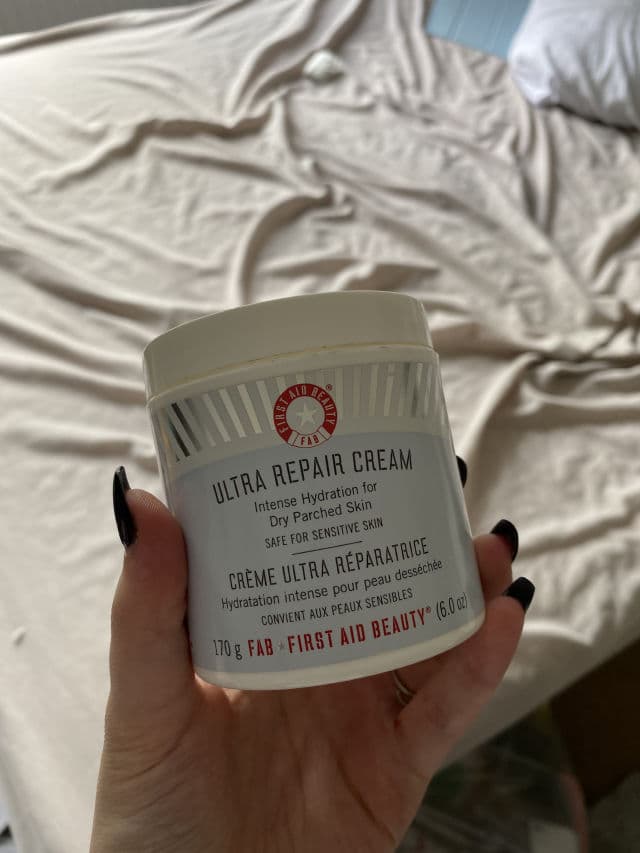 FIRST AID BEAUTY®
FAB
ULTRA REPAIR CREAM
Intense Hydration for
Dry Parched Skin
SAFE FOR SENSITIVE SKIN
CRÈME ULTRA RÉPARATRICE
Hydratation intense pour peau desséchée
CONVIENT AUX PEAUX SENSIBLES
170 g FAB FIRST AID BEAUTY® (6.0 oz)